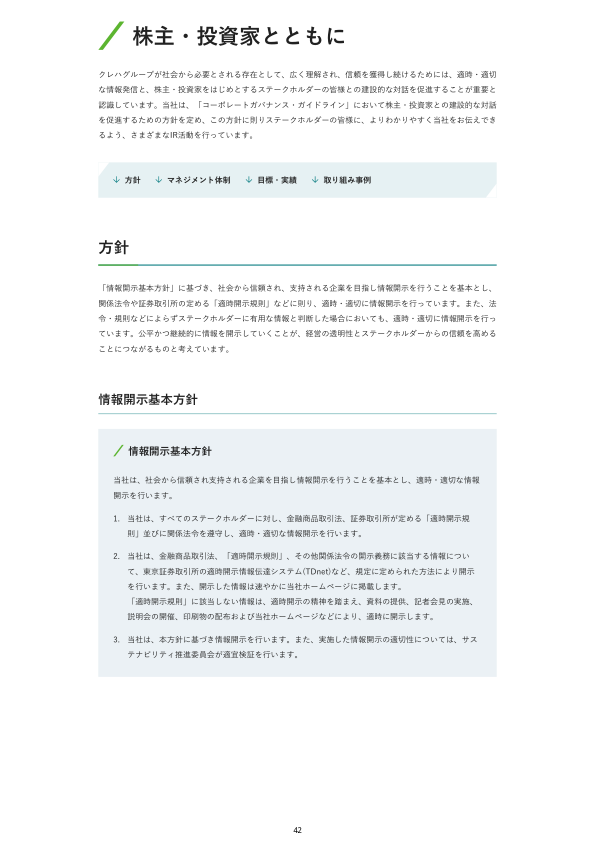 株主・投資家とともに
クレハグループが社会から必要とされる存在として、広く理解され、信頼を獲得し続けるためには、適時・適切
な情報発信と、株主・投資家をはじめとするステークホルダーの皆様との建設的な対話を促進することが重要と
認識しています。当社は、「コーポレートガバナンス・ガイドライン」において株主・投資家との建設的な対話
を促進するための方針を定め、この方針に則りステークホルダーの皆様に、よりわかりやすく当社をお伝えでき
るよう、さまざまなIR活動を行っています。
↓ 方針 ↓ マネジメント体制 ↓ 目標・実績 ↓ 取り組み事例
方針
「情報開示基本方針」に基づき、社会から信頼され、支持される企業を目指し情報開示を行うことを基本とし、
関係法令や証券取引所の定める「適時開示規則」などに則り、適時・適切に情報開示を行っています。また、法
令・規則などによらずステークホルダーに有用な情報と判断した場合においても、適時・適切に情報開示を行っ
ています。公平かつ継続的に情報を開示していくことが、経営の透明性とステークホルダーからの信頼を高める
ことにつながるものと考えています。
情報開示基本方針
情報開示基本方針
当社は、社会から信頼され支持される企業を目指し情報開示を行うことを基本とし、適時・適切な情報
開示を行います。
1. 当社は、すべてのステークホルダーに対し、金融商品取引法、証券取引所が定める「適時開示規
則」並びに関係法令を遵守し、適時・適切な情報開示を行います。
2. 当社は、金融商品取引法、「適時開示規則」、その他関係法令の開示義務に該当する情報につい
て、東京証券取引所の適時開示情報伝達システム(TDnet)など、規定に定められた方法により開示
を行います。また、開示した情報は速やかに当社ホームページに掲載します。
「適時開示規則」に該当しない情報は、適時開示の精神を踏まえ、資料の提供、記者会見の実施、
説明会の開催、印刷物の配布および当社ホームページなどにより、適時に開示します。
3. 当社は、本方針に基づき情報開示を行います。また、実施した情報開示の適切性については、サス
テナビリティ推進委員会が適宜検証を行います。
42